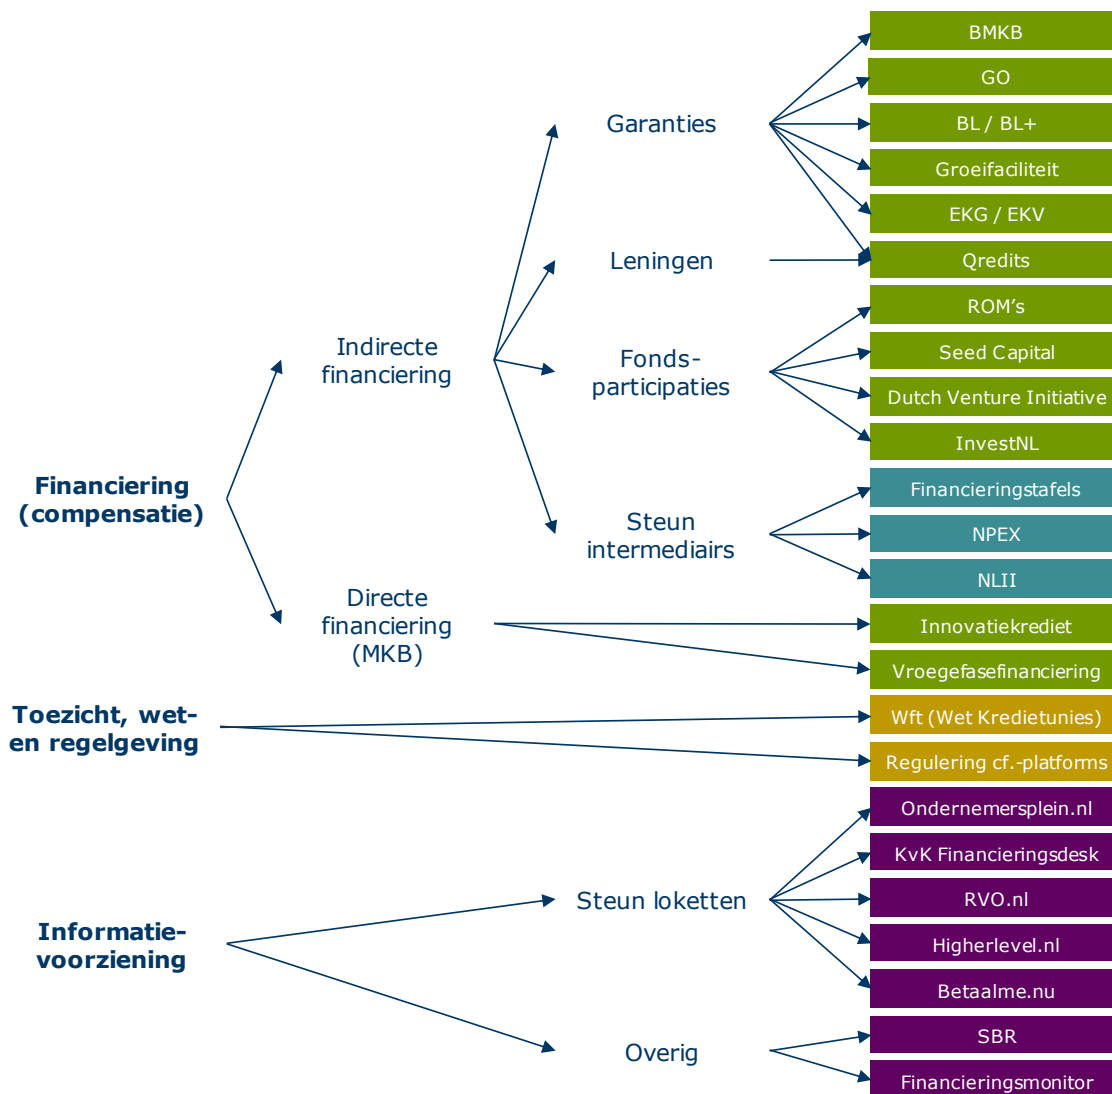 Financiering
(compensatie)
Indirecte
financiering
Garanties
BMKB
GO
BL / BL+
Groeifaciliteit
EKG / EKV
Qredits
Leningen
Fonds-
participaties
ROM's
Seed Capital
Dutch Venture Initiative
InvestNL
Steun
intermediairs
Financieringstafels
NPEX
NLII
Directe
financiering
(MKB)
Innovatiekrediet
Vroegefasefinanciering
Toezicht, wet-
en regelgeving
Wft (Wet Kredietunies)
Regulering cf.-platforms
Informatie-
voorziening
Steun loketten
Ondernemersplein.nl
KvK Financieringsdesk
RVO.nl
Higherlevel.nl
Betaalme.nu
Overig
SBR
Financieringsmonitor